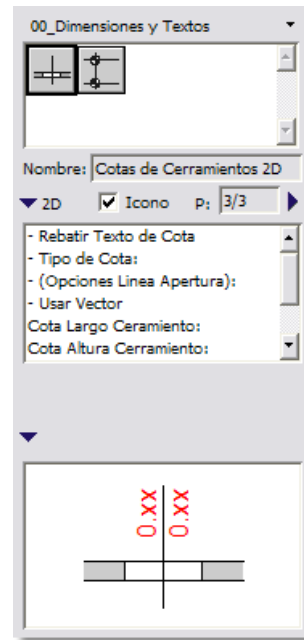 00_Dimensiones y Textos
Nombre: Cotas de Cerramientos 2D
2D Icono P: 3/3
- Rebatir Texto de Cota
- Tipo de Cota:
- (Opciones Linea Apertura):
- Usar Vector
Cota Largo Ceramiento:
Cota Altura Cerramiento:
0.XX 0.XX